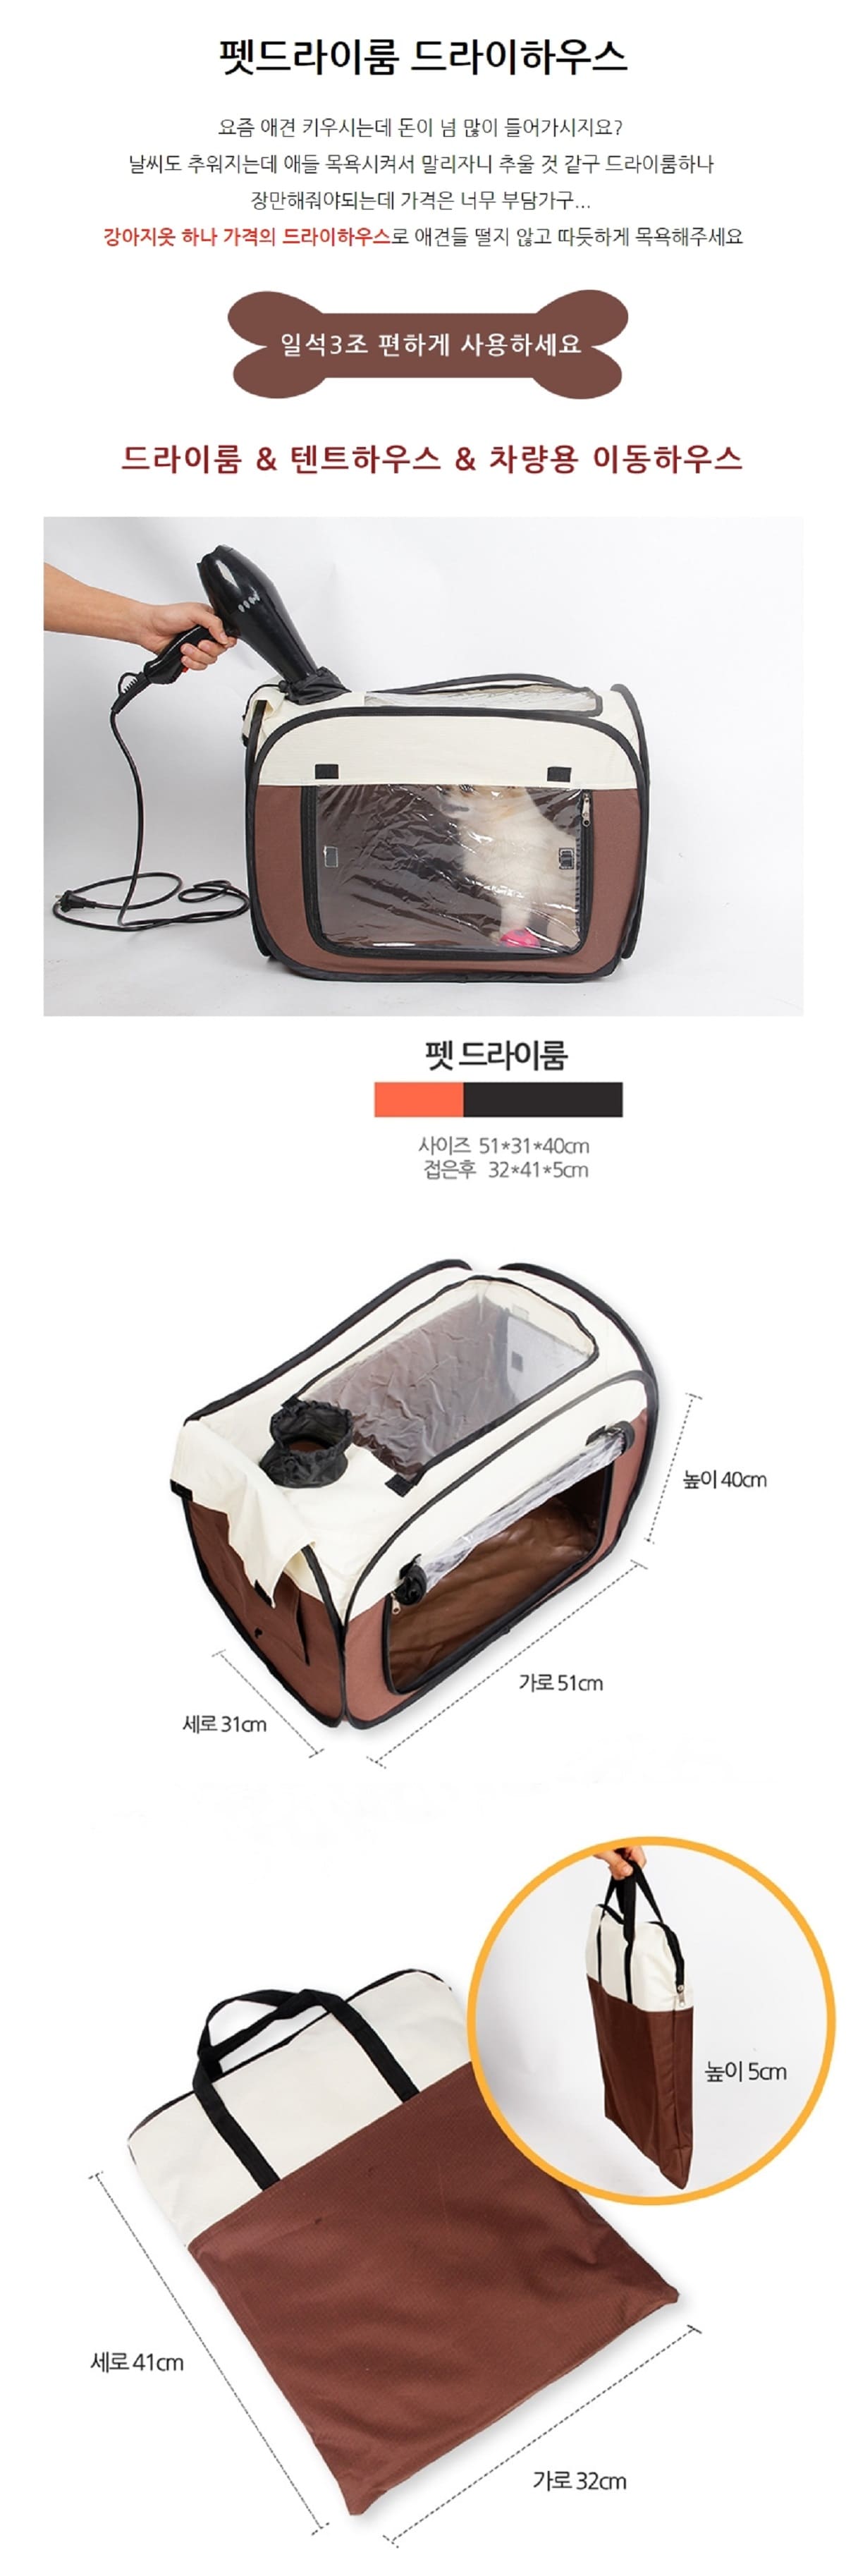 펫드라이룸 드라이하우스
요즘 애견 키우시는데 돈이 넘 많이 들어가시지요?
날씨도 추워지는데 애들 목욕시켜서 말리자니 추울 것 같구 드라이룸하나
장만해줘야되는데 가격은 너무 부담가구...
강아지옷 하나 가격의 드라이하우스로 애견들 떨지 않고 따듯하게 목욕해주세요
일석3조 편하게 사용하세요
드라이룸 & 텐트하우스 & 차량용 이동하우스
펫 드라이룸
사이즈 51*31*40cm
접은후 32*41*5cm
높이 40cm
가로 51cm
세로 31cm
높이 5cm
세로 41cm
가로 32cm